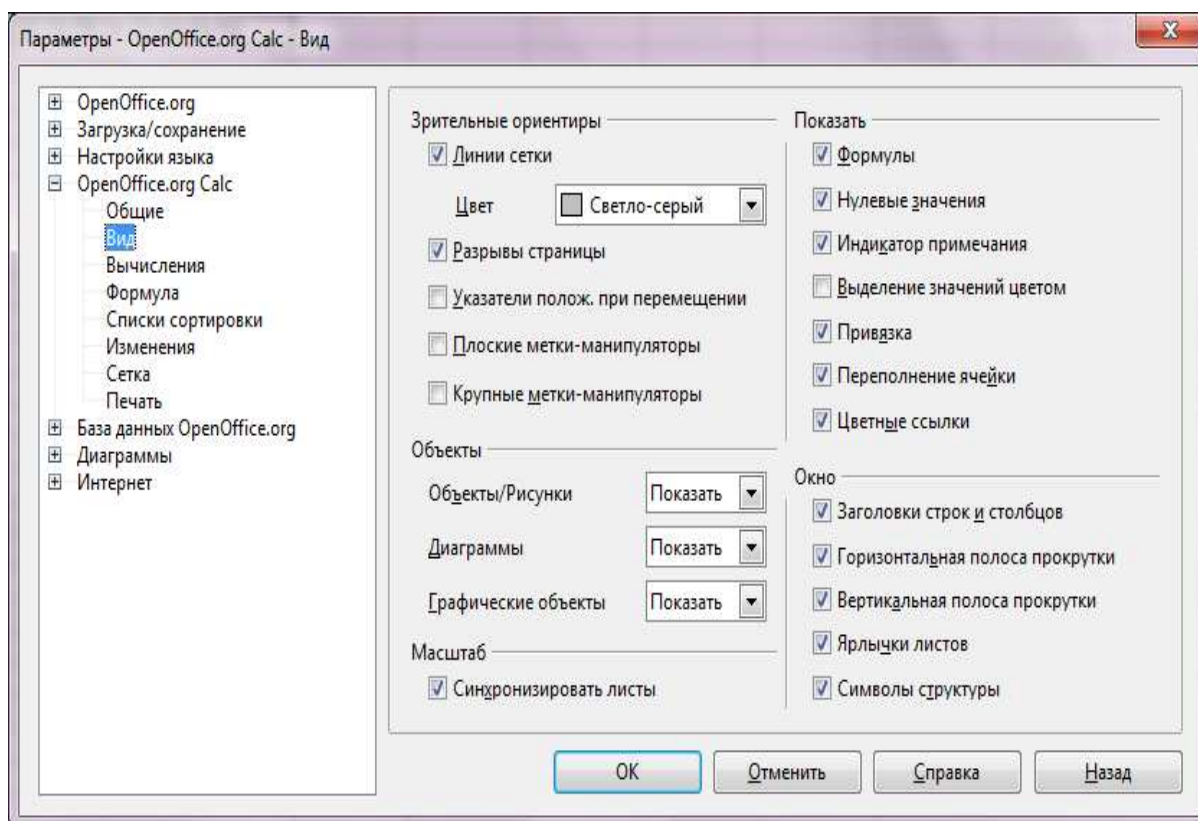 Параметры - OpenOffice.org Calc - Вид
OpenOffice.org
Загрузка/сохранение
Настройки языка
OpenOffice.org Calc
Общие
Вид
Вычисления
Формула
Списки сортировки
Изменения
Сетка
Печать
База данных OpenOffice.org
Диаграммы
Интернет
Зрительные ориентиры
Линии сетки
Цвет Светло-серый
Разрывы страницы
Указатели полож. при перемещении
Плоские метки-манипуляторы
Крупные метки-манипуляторы
Объекты
Объекты/Рисунки Показать
Диаграммы Показать
Графические объекты Показать
Масштаб
Синхронизировать листы
Показать
Формулы
Нулевые значения
Индикатор примечания
Выделение значений цветом
Привязка
Переполнение ячейки
Цветные ссылки
Окно
Заголовки строк и столбцов
Горизонтальная полоса прокрутки
Вертикальная полоса прокрутки
Ярлычки листов
Символы структуры
OK Отменить Справка Назад